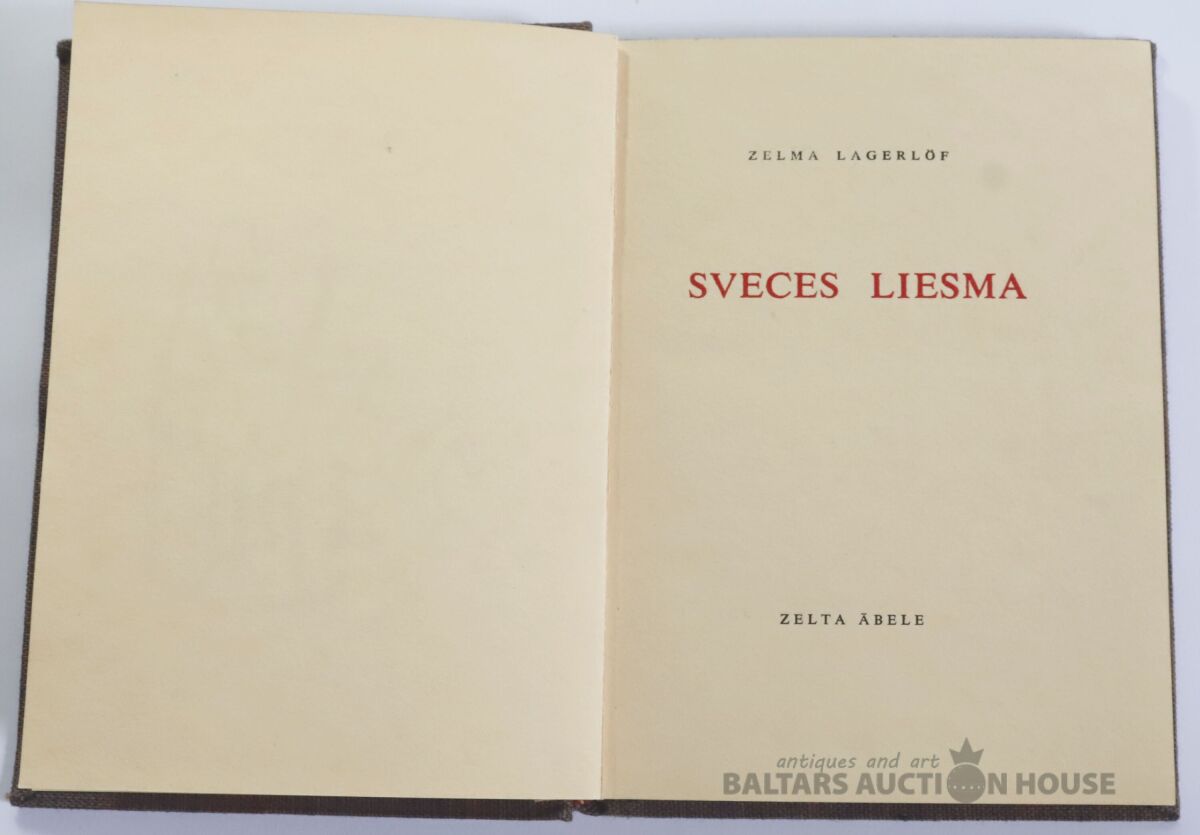 ZELMA LAGERLÖF
SVECES LIESMA
ZELTA ĀBELE
antiques and art
BALTARS AUCTION HOUSE